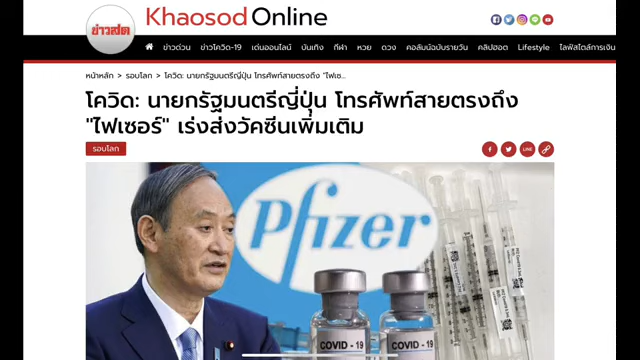 ข่าวสด
Khaosod Online
ข่าวด่วน ข่าวโควิด-19 เด่นออนไลน์ บันเทิง กีฬา หวย ดวง คอลัมน์ฉบับรายวัน คลิปฮอต Lifestyle ไลฟ์สไตล์การเงิน
หน้าหลัก > รอบโลก > โควิด: นายกรัฐมนตรีญี่ปุ่น โทรศัพท์สายตรงถึง "ไฟเซ...
โควิด: นายกรัฐมนตรีญี่ปุ่น โทรศัพท์สายตรงถึง
"ไฟเซอร์" เร่งส่งวัคซีนเพิ่มเติม
รอบโลก
LINE
Pfizer
COVID - 19
COVID - 19